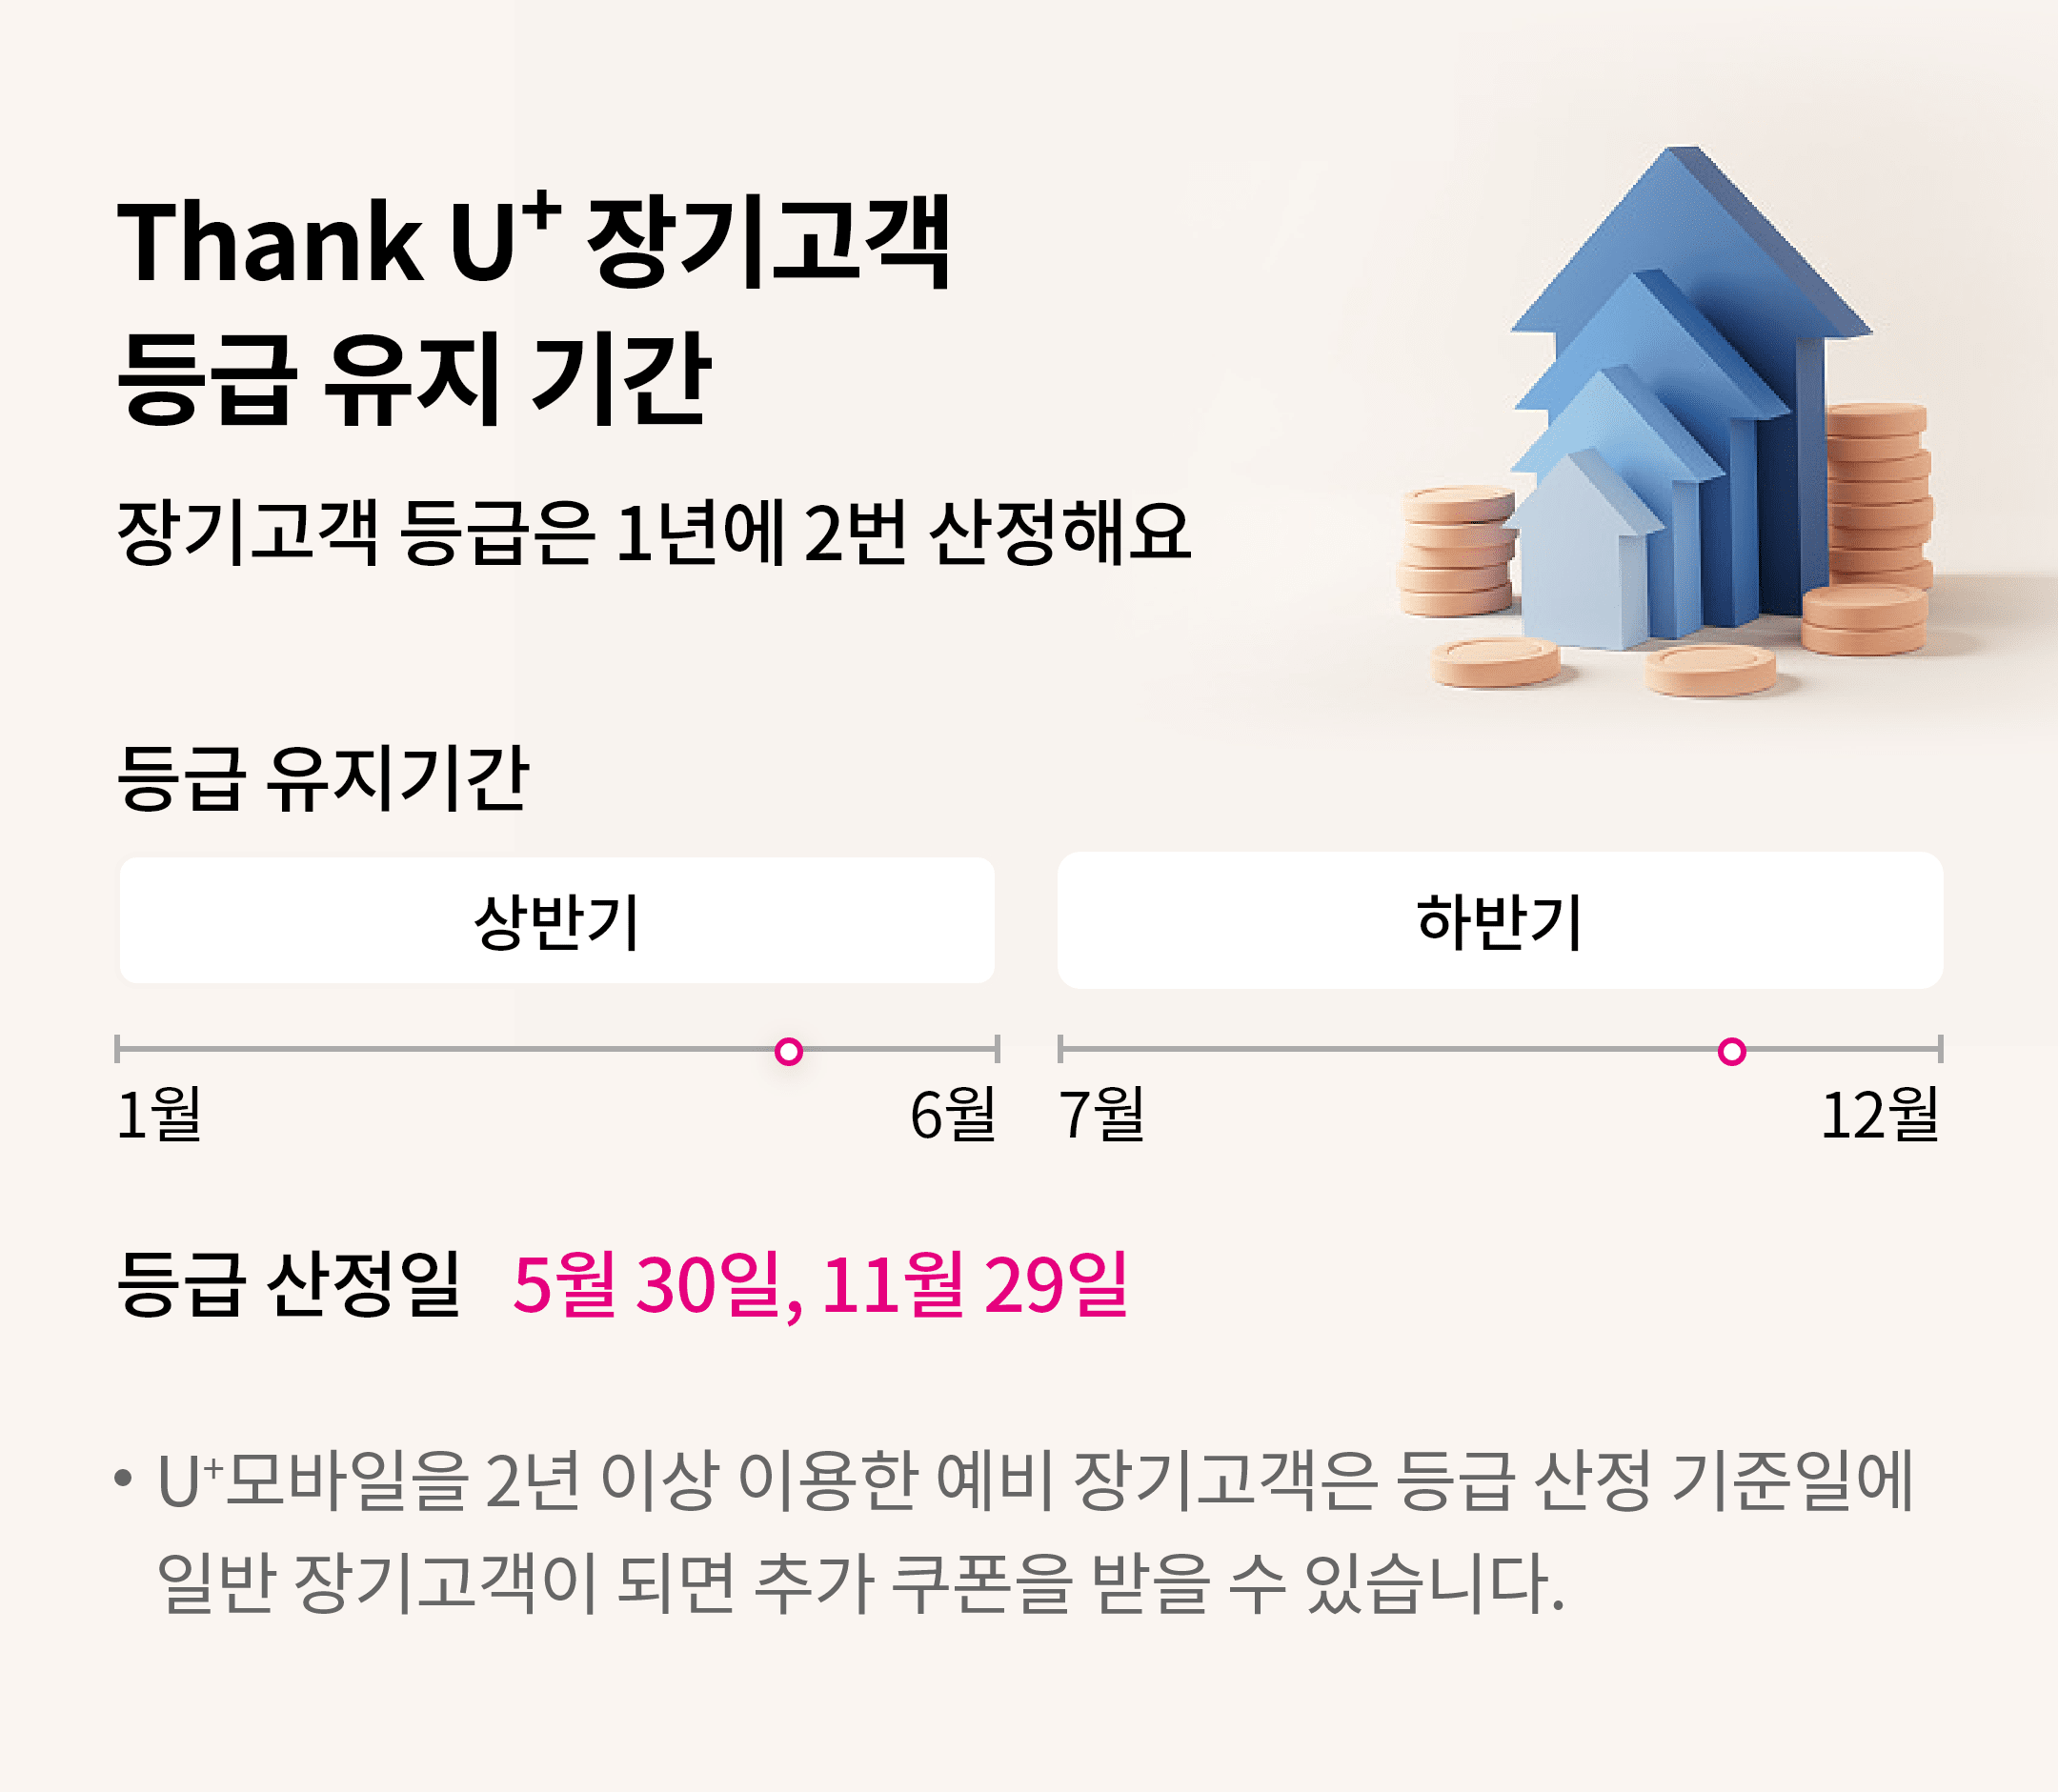 Thank U⁺ 장기고객
등급 유지 기간
장기고객 등급은 1년에 2번 산정해요
등급 유지기간
상반기 하반기
1월 6월 7월 12월
등급 산정일 5월 30일, 11월 29일
• U⁺모바일을 2년 이상 이용한 예비 장기고객은 등급 산정 기준일에
일반 장기고객이 되면 추가 쿠폰을 받을 수 있습니다.